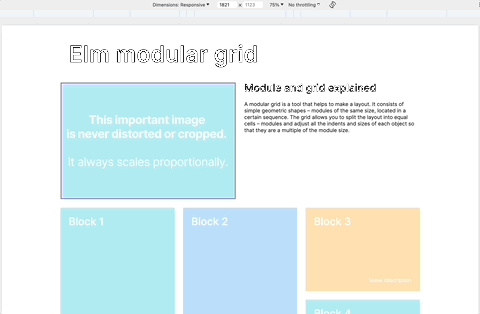 Dimensions: Responsive ▼ 1821 x 1123 75% ▼ No throttling ▼
Elm modular grid
This important image
is never distorted or cropped.
It always scales proportionally.
Module and grid explained
A modular grid is a tool that helps to make a layout. It consists of
simple geometric shapes – modules of the same size, located in a
certain sequence. The grid allows you to split the layout into equal
cells – modules and adjust all the indents and sizes of each object so
that they are a multiple of the module size.
Block 1
Block 2
Block 3
Block 4